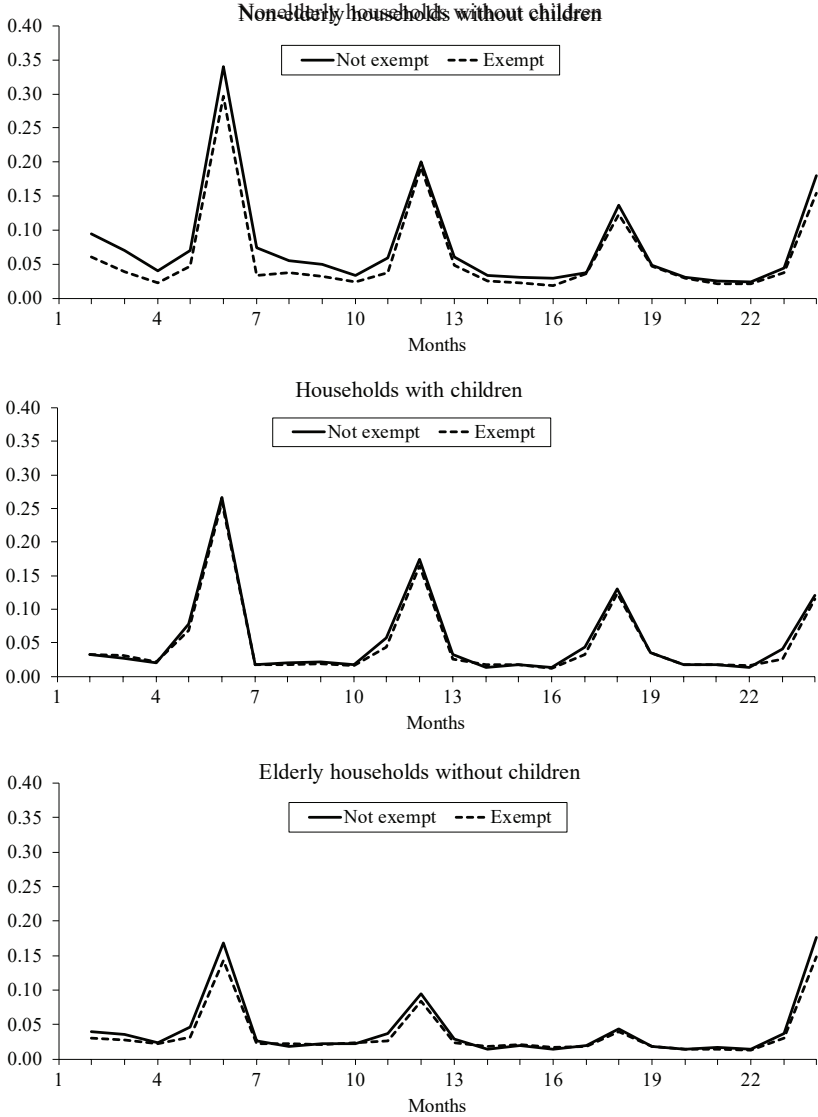 Nonelderly households without children
Non-elderly households without children
Not exempt Exempt
0.40
0.35
0.30
0.25
0.20
0.15
0.10
0.05
0.00
1 4 7 10 13 16 19 22
Months
Households with children
Not exempt Exempt
0.40
0.35
0.30
0.25
0.20
0.15
0.10
0.05
0.00
1 4 7 10 13 16 19 22
Months
Elderly households without children
Not exempt Exempt
0.40
0.35
0.30
0.25
0.20
0.15
0.10
0.05
0.00
1 4 7 10 13 16 19 22
Months